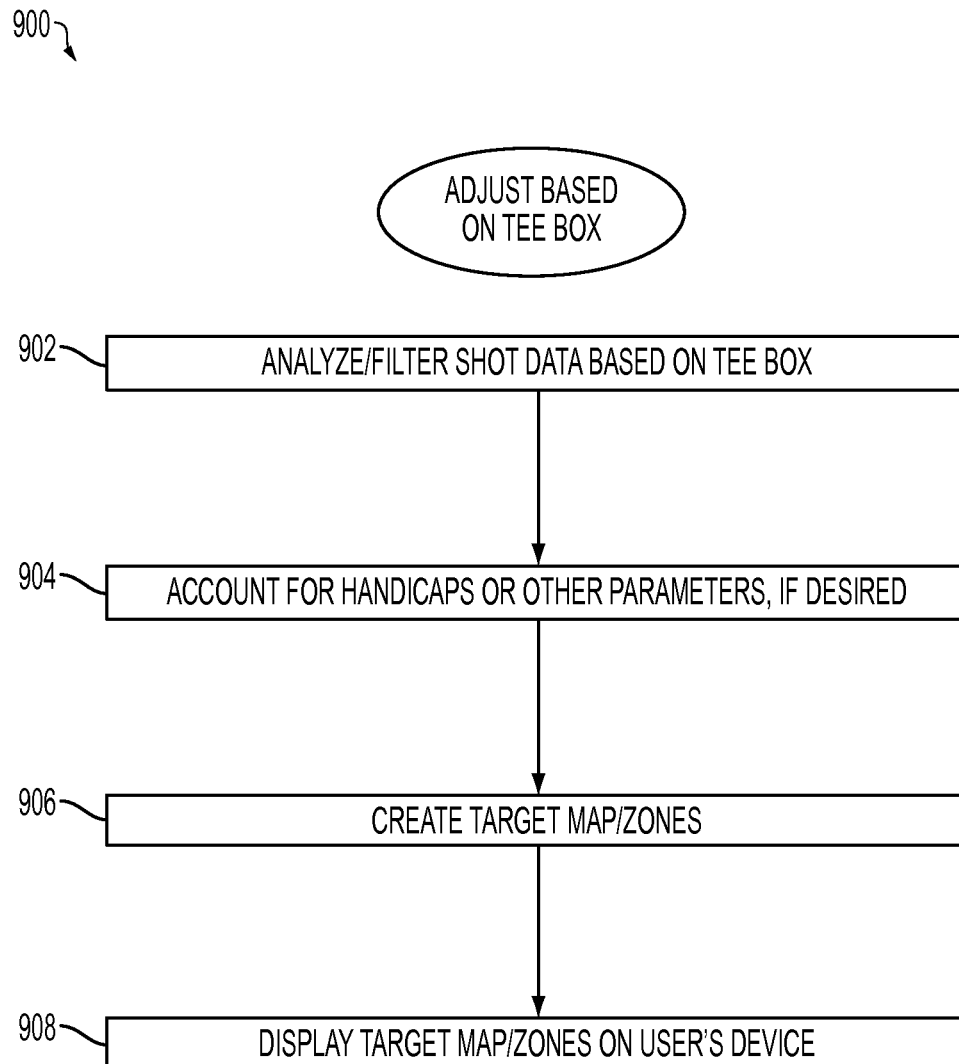 900
ADJUST BASED
ON TEE BOX
902
ANALYZE/FILTER SHOT DATA BASED ON TEE BOX
904
ACCOUNT FOR HANDICAPS OR OTHER PARAMETERS, IF DESIRED
906
CREATE TARGET MAP/ZONES
908
DISPLAY TARGET MAP/ZONES ON USER'S DEVICE